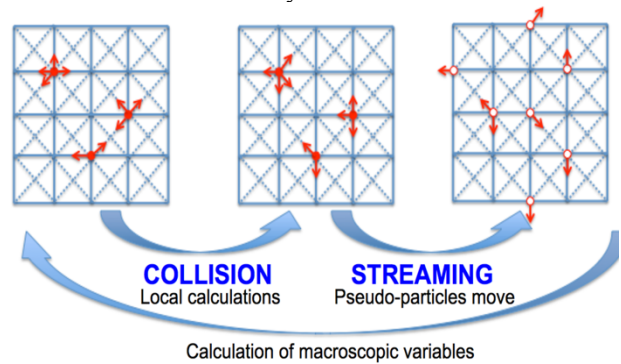 COLLISION
Local calculations
STREAMING
Pseudo-particles move
Calculation of macroscopic variables